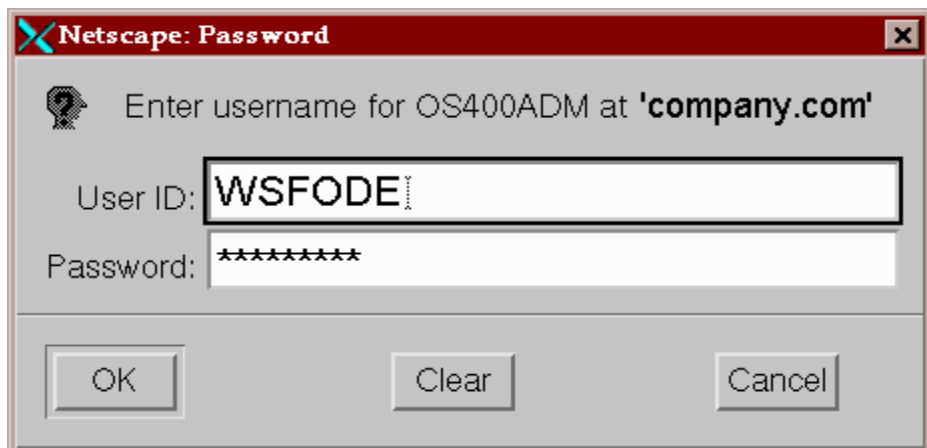 Netscape: Password
Enter username for OS400ADM at 'company.com'
User ID: WSFODE
Password: *********
OK Clear Cancel